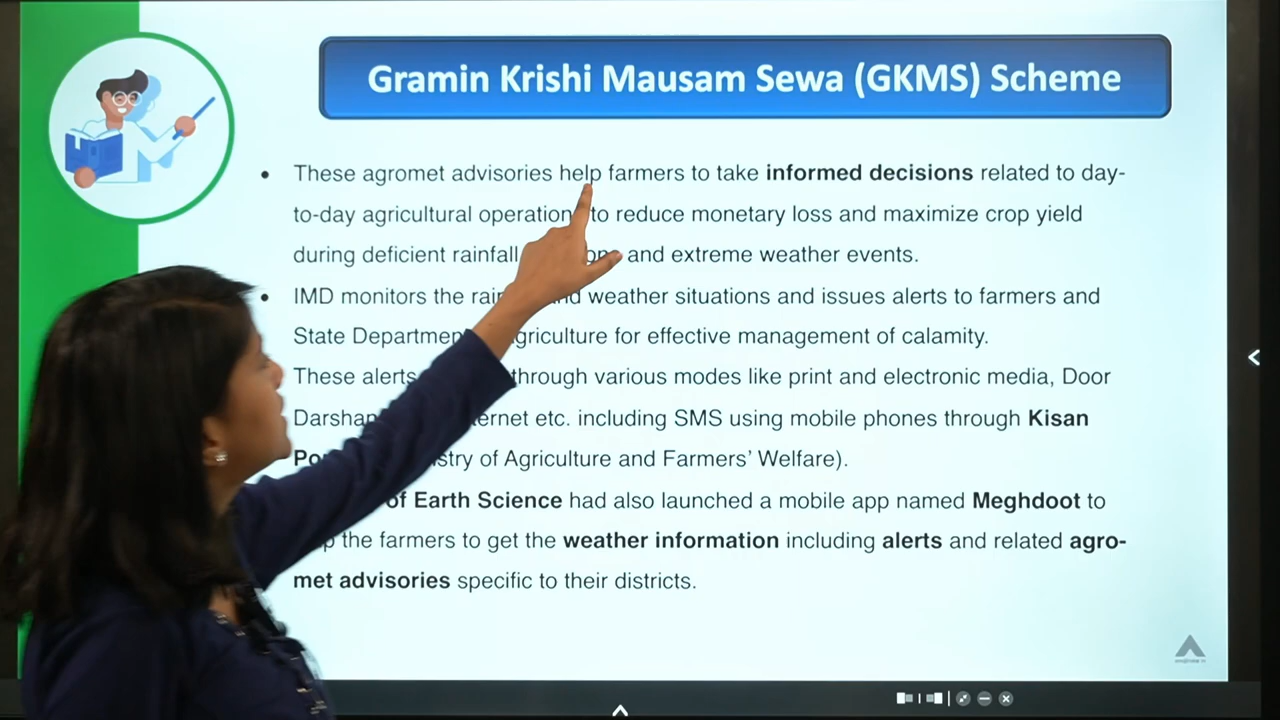 Gramin Krishi Mausam Sewa (GKMS) Scheme
• These agromet advisories help farmers to take informed decisions related to day-
to-day agricultural operation to reduce monetary loss and maximize crop yield
during deficient rainfall and extreme weather events.
• IMD monitors the weather situations and issues alerts to farmers and
State Agriculture for effective management of calamity.
These alerts through various modes like print and electronic media, Door
Darshan etc. including SMS using mobile phones through Kisan
of Agriculture and Farmers' Welfare).
of Earth Science had also launched a mobile app named Meghdoot to
the farmers to get the weather information including alerts and related agro-
met advisories specific to their districts.